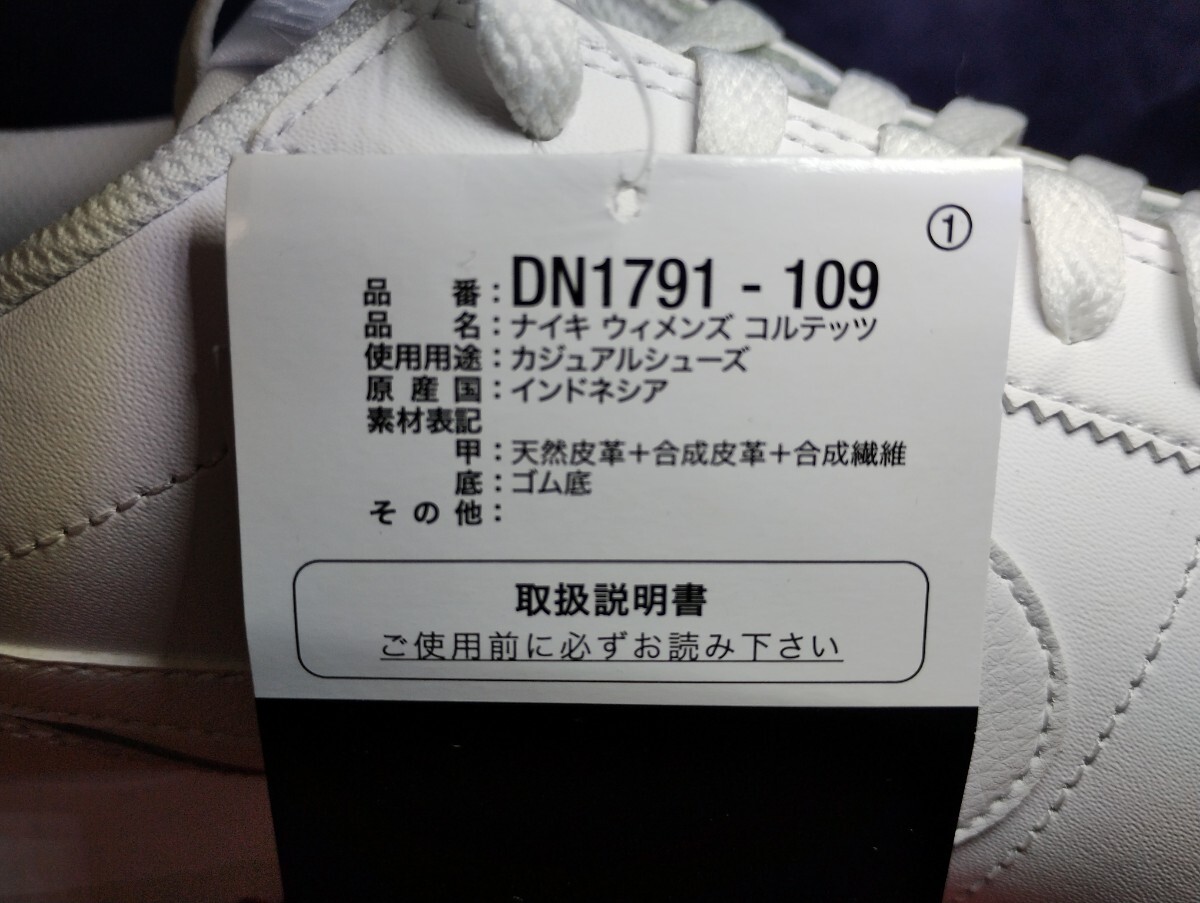 ①
品番：DN1791 - 109
品名：ナイキ ウィメンズ コルテッツ
使用用途：カジュアルシューズ
原産国：インドネシア
素材表記
甲：天然皮革＋合成皮革＋合成繊維
底：ゴム底
その他：
取扱説明書
ご使用前に必ずお読み下さい